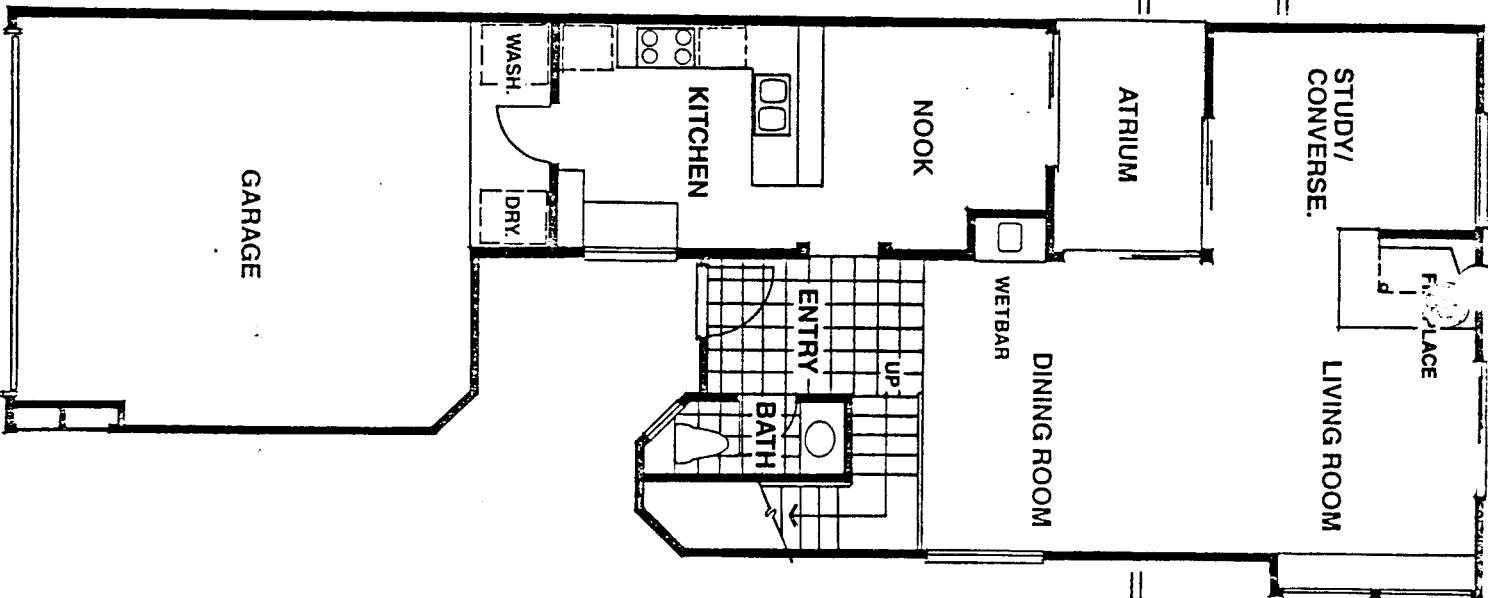 STUDY/
CONVERSE.
ATRIUM
NOOK
KITCHEN
WASH.
DRY.
GARAGE
LIVING ROOM
DINING ROOM
WETBAR
UP
ENTRY
BATH